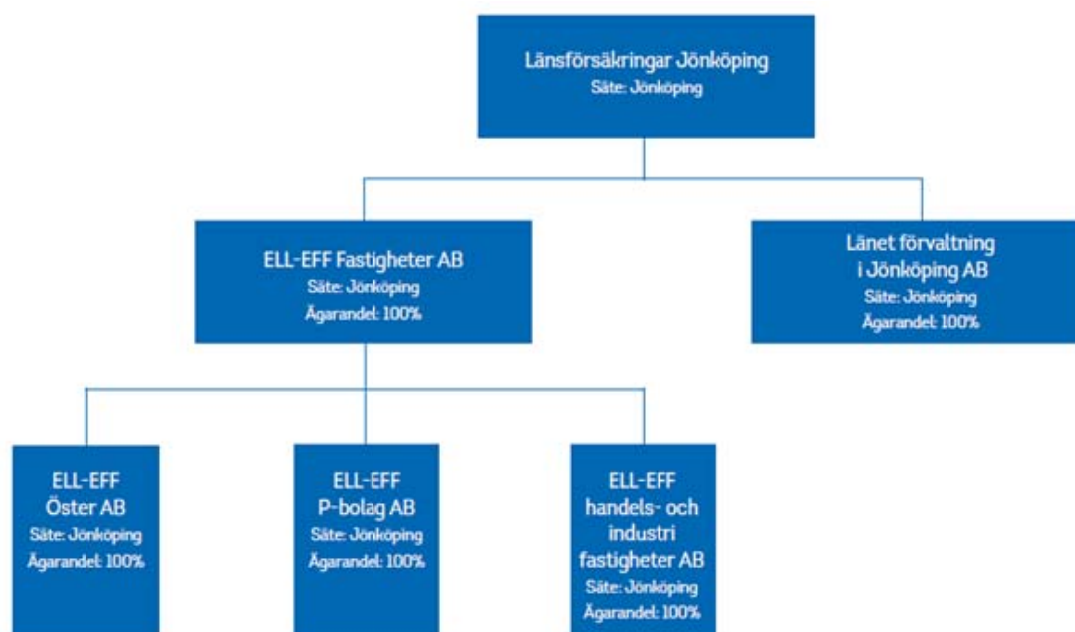 Länsförsäkringar Jönköping
Säte: Jönköping
ELL-EFF Fastigheter AB
Säte: Jönköping
Ägarandel: 100%
Länet förvaltning
i Jönköping AB
Säte: Jönköping
Ägarandel: 100%
ELL-EFF
Öster AB
Säte: Jönköping
Ägarandel: 100%
ELL-EFF
P-bolag AB
Säte: Jönköping
Ägarandel: 100%
ELL-EFF
handels- och
industri
fastigheter AB
Säte: Jönköping
Ägarandel: 100%